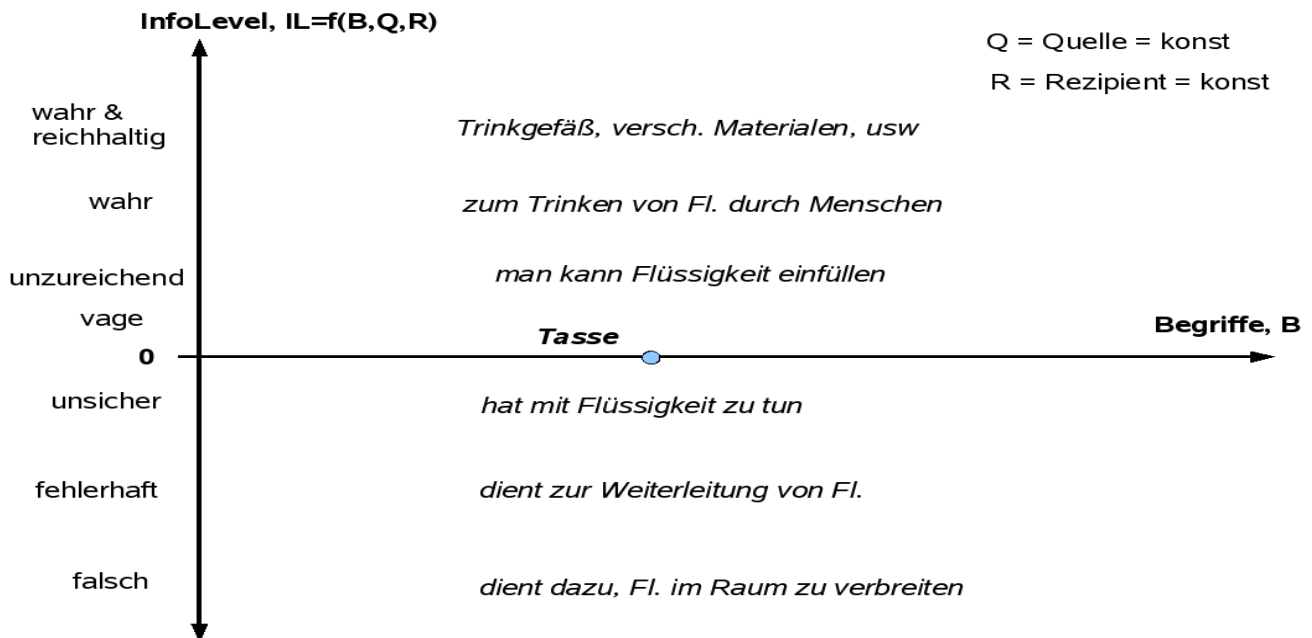 InfoLevel, IL=f(B,Q,R)
Q = Quelle = konst
R = Rezipient = konst
wahr &
reichhaltig
Trinkgefäß, versch. Materialen, usw
wahr
zum Trinken von Fl. durch Menschen
unzureichend
man kann Flüssigkeit einfüllen
vage
Tasse
Begriffe, B
0
unsicher
hat mit Flüssigkeit zu tun
fehlerhaft
dient zur Weiterleitung von Fl.
falsch
dient dazu, Fl. im Raum zu verbreiten